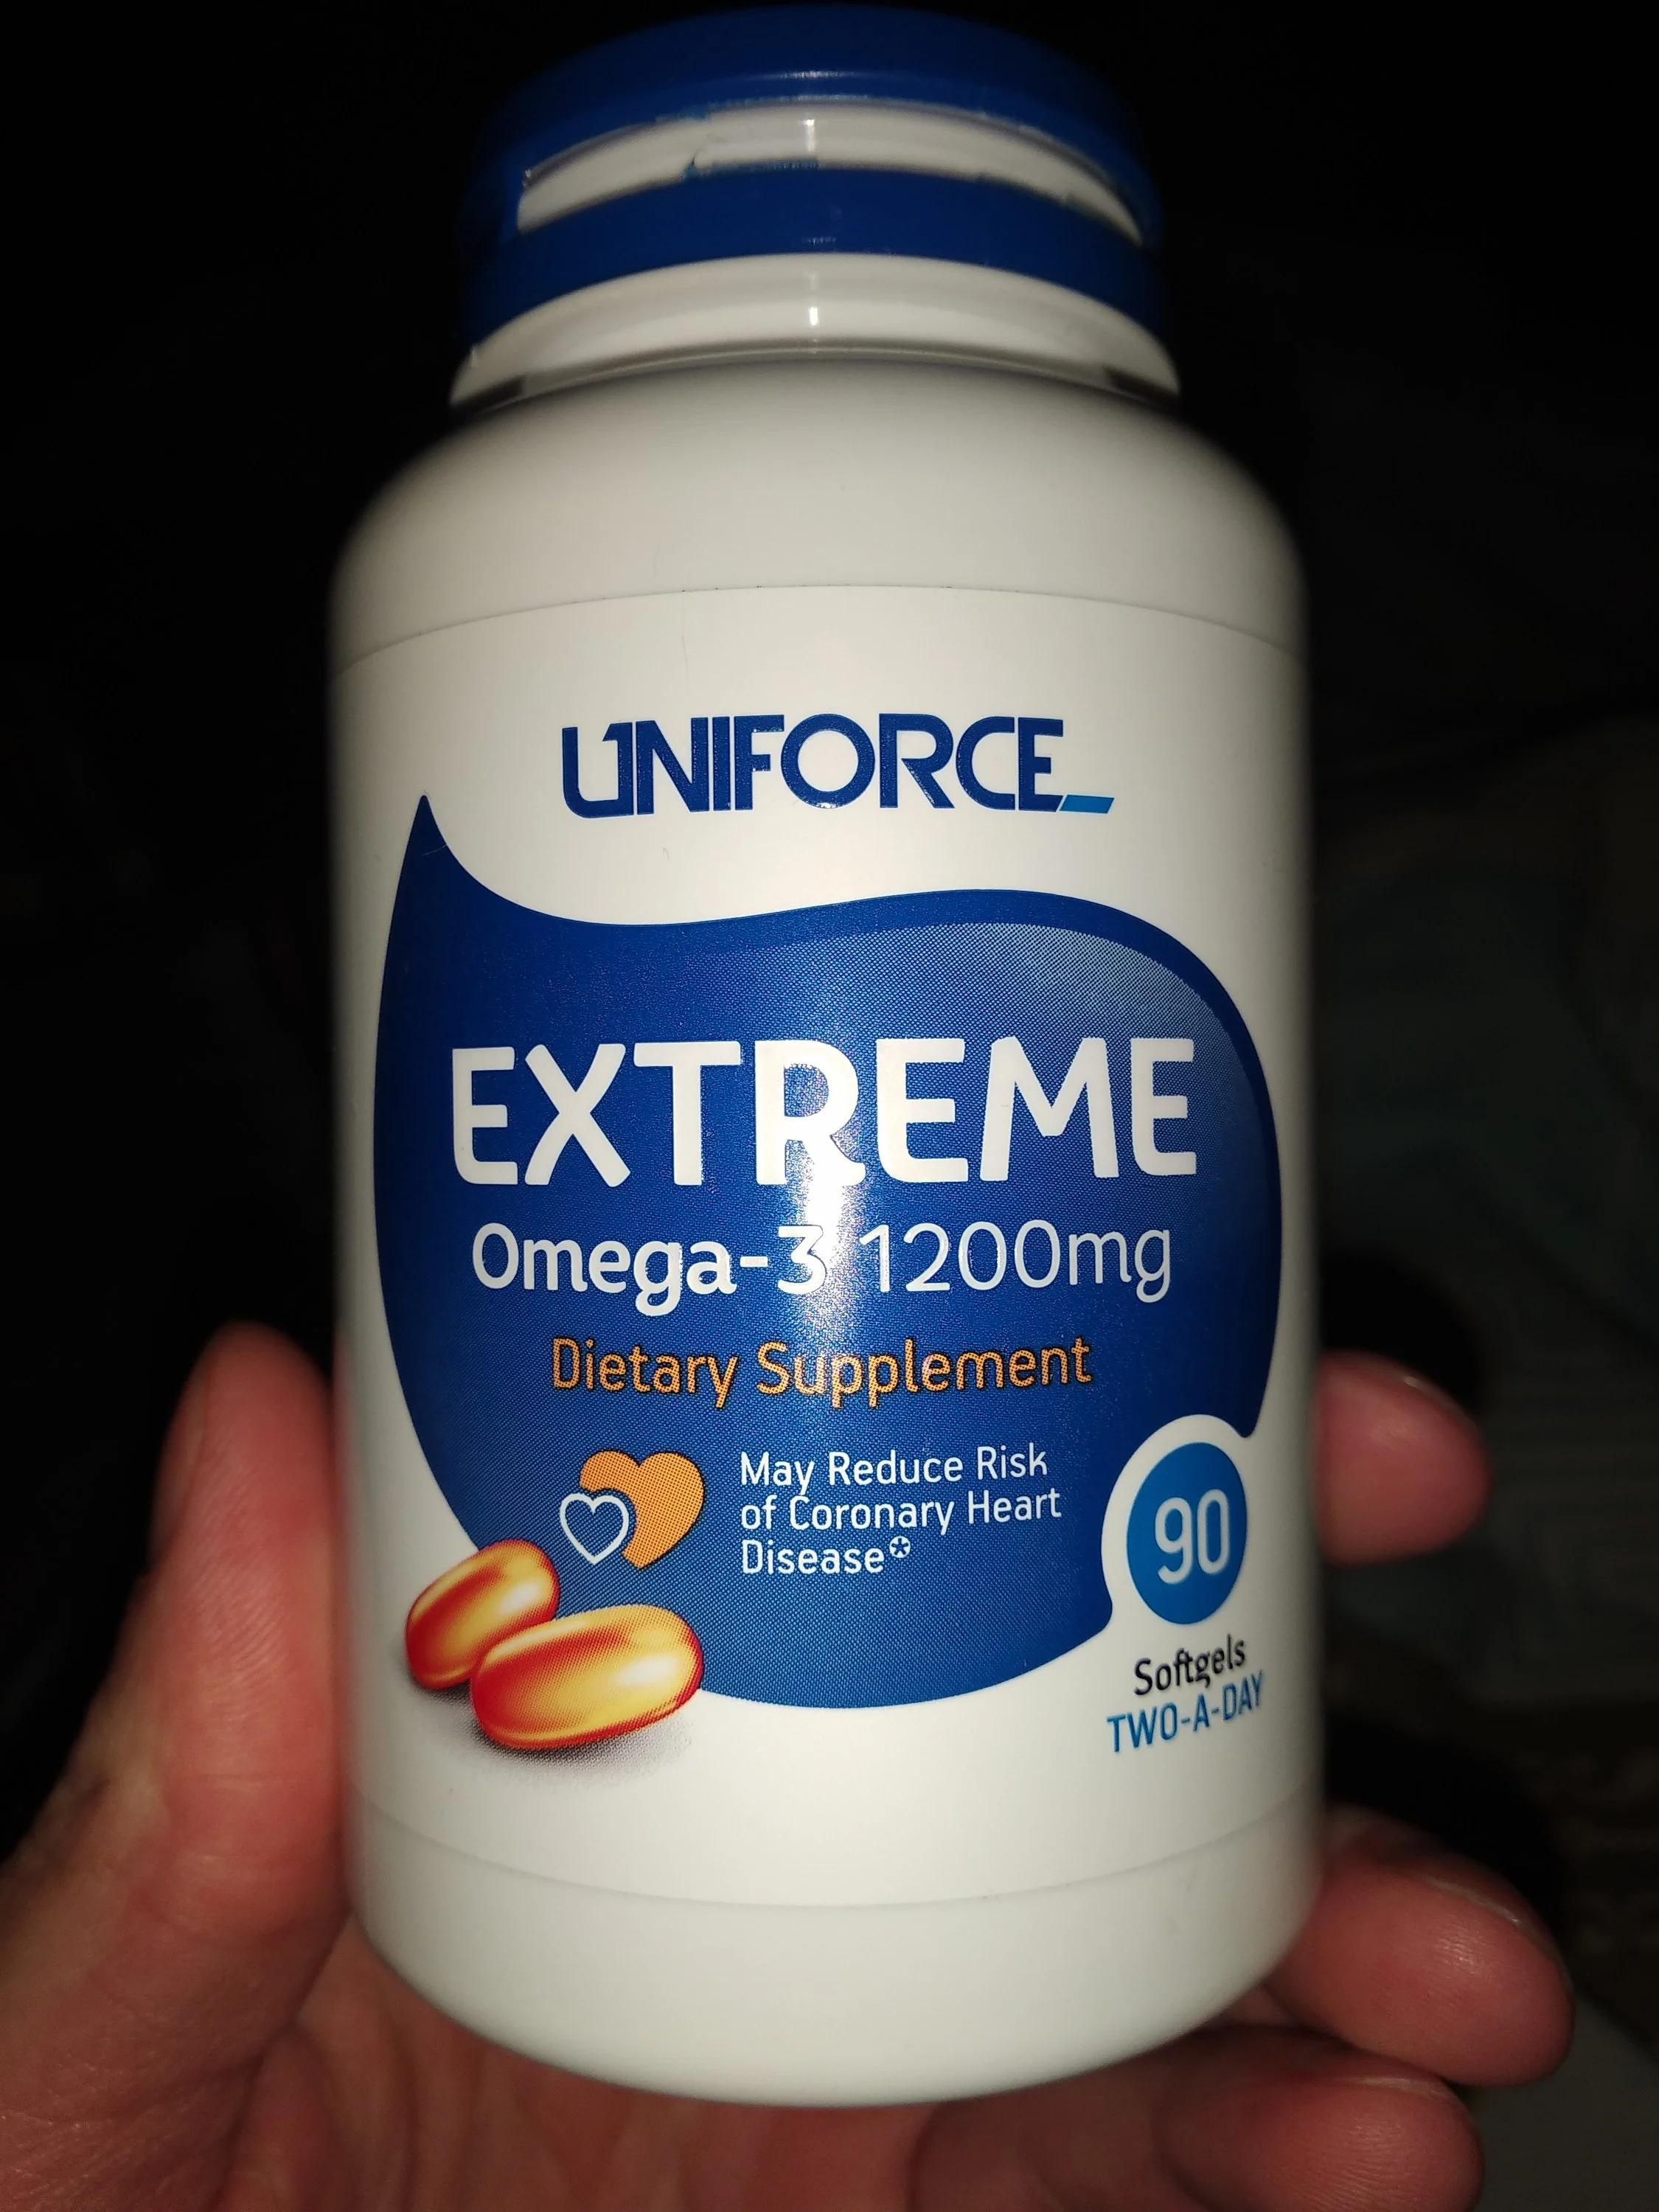 UNIFORCE
EXTREME
Omega-3 1200mg
Dietary Supplement
May Reduce Risk
of Coronary Heart
Disease*
90
Softgels
TWO-A-DAY